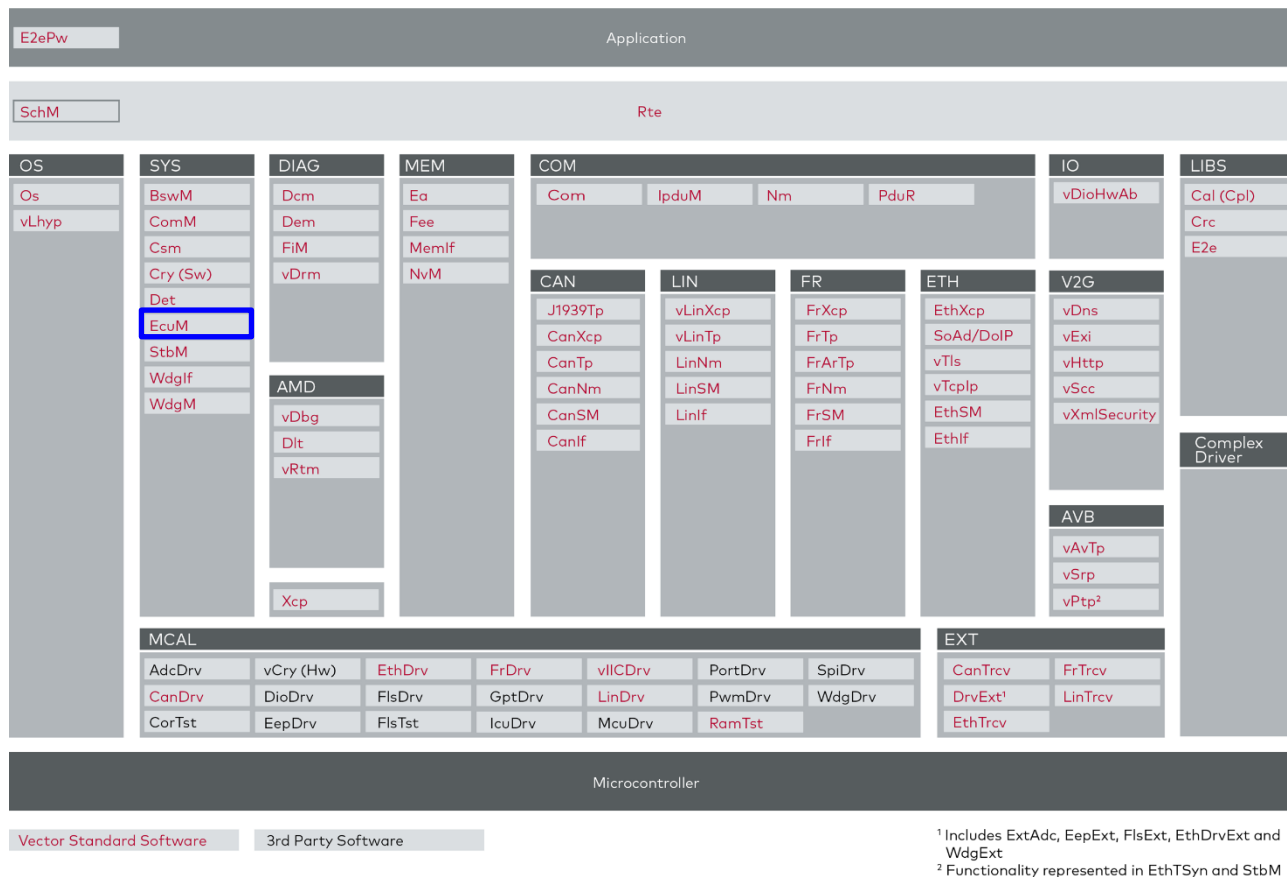 E2ePw
Application
SchM
Rte
OS
Os
vLhyp
SYS
BswM
ComM
Csm
Cry (Sw)
Det
EcuM
StbM
WdgIf
WdgM
DIAG
Dcm
Dem
FiM
vDrm
AMD
vDbg
Dlt
vRtm
Xcp
MEM
Ea
Fee
MemIf
NvM
COM
Com IpduM Nm PduR
CAN
J1939Tp
CanXcp
CanTp
CanNm
CanSM
CanIf
LIN
vLinXcp
vLinTp
LinNm
LinSM
LinIf
FR
FrXcp
FrTp
FrArTp
FrNm
FrSM
FrIf
ETH
EthXcp
SoAd/DoIP
vTls
vTcpIp
EthSM
EthIf
IO
vDioHwAb
V2G
vDns
vExi
vHttp
vScc
vXmlSecurity
AVB
vAvTp
vSrp
vPtp²
LIBS
Cal (Cpl)
Crc
E2e
Complex
Driver
MCAL
AdcDrv vCry (Hw) EthDrv FrDrv vIICDrv PortDrv SpiDrv
CanDrv DioDrv FlsDrv GptDrv LinDrv PwmDrv WdgDrv
CorTst EepDrv FlsTst IcuDrv McuDrv RamTst
EXT
CanTrcv FrTrcv
DrvExt¹ LinTrcv
EthTrcv
Microcontroller
Vector Standard Software
3rd Party Software
¹ Includes ExtAdc, EepExt, FlsExt, EthDrvExt and
WdgExt
² Functionality represented in EthTSyn and StbM